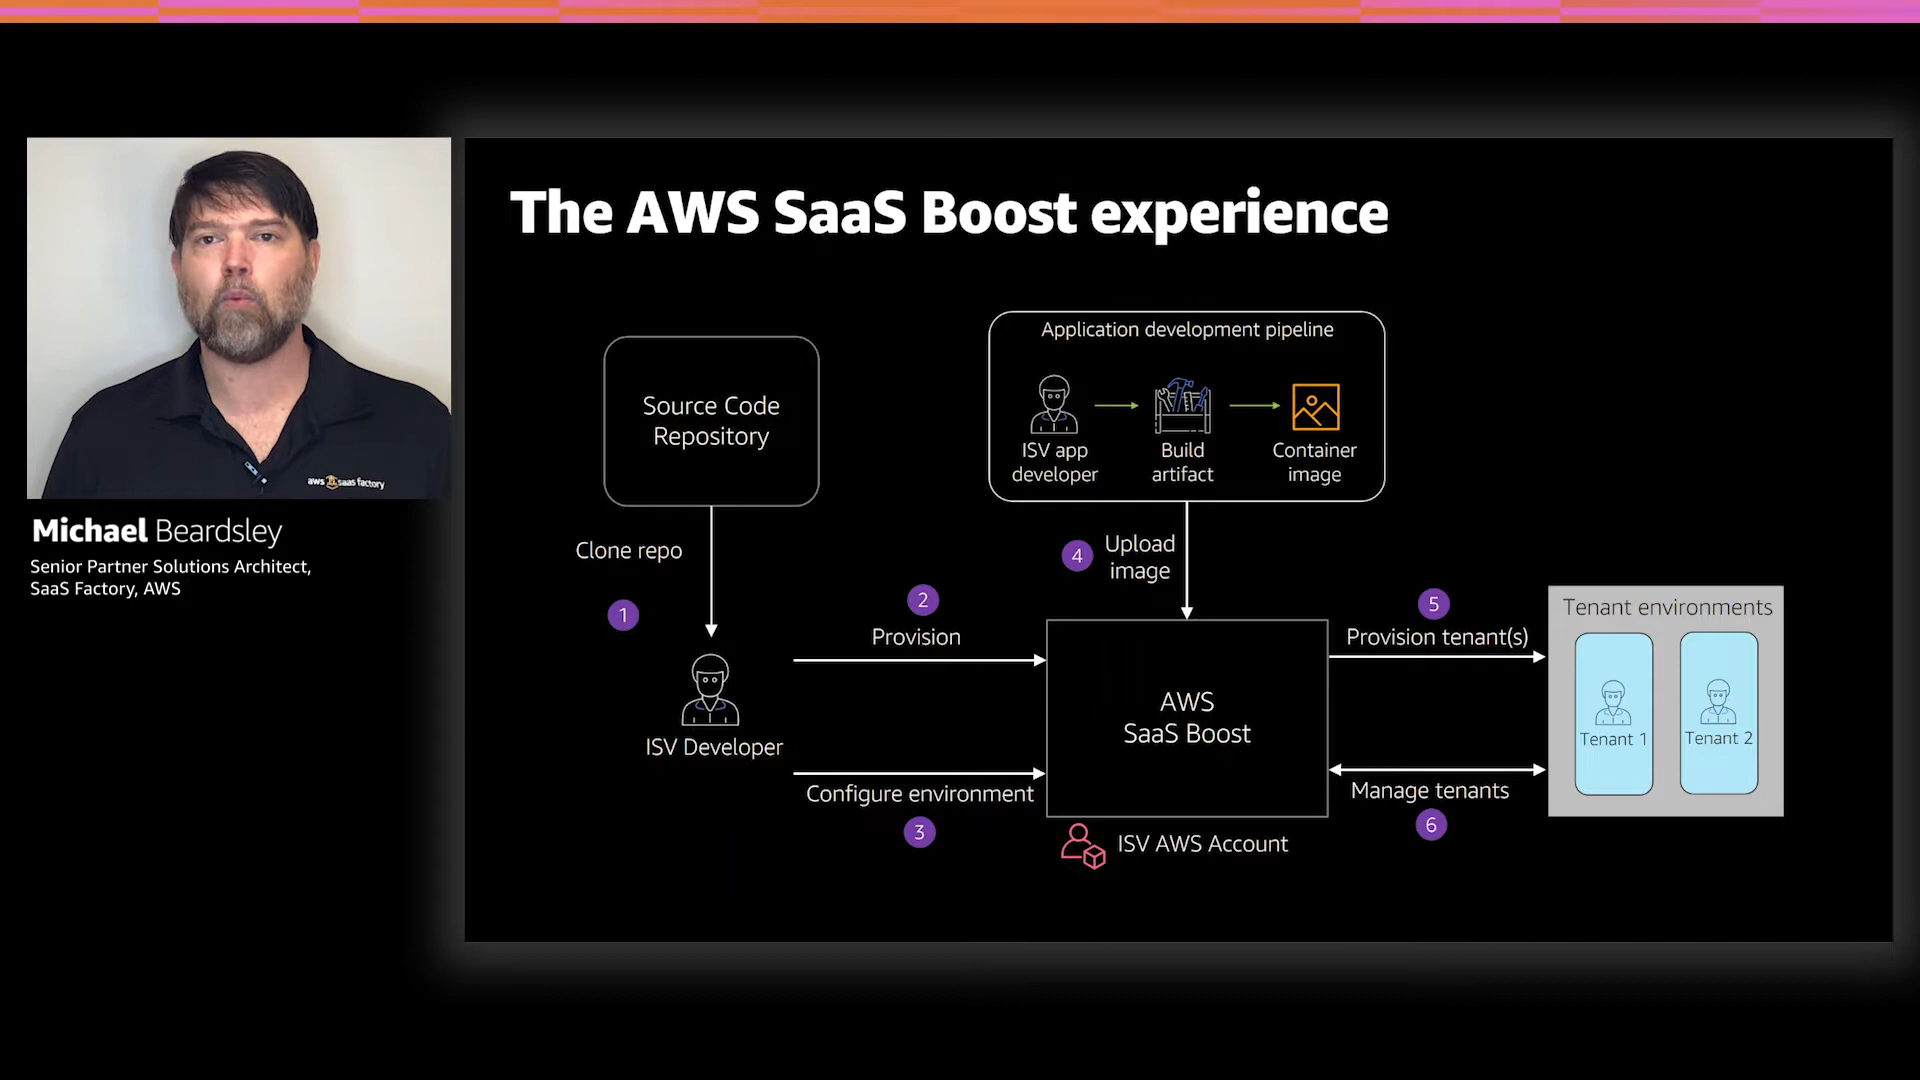 aws saas factory
Michael Beardsley
Senior Partner Solutions Architect,
SaaS Factory, AWS
The AWS SaaS Boost experience
Source Code
Repository
Clone repo
1
ISV Developer
2
Provision
Configure environment
3
Application development pipeline
ISV app
developer
Build
artifact
Container
image
4
Upload
image
AWS
SaaS Boost
ISV AWS Account
5
Provision tenant(s)
Manage tenants
6
Tenant environments
Tenant 1
Tenant 2